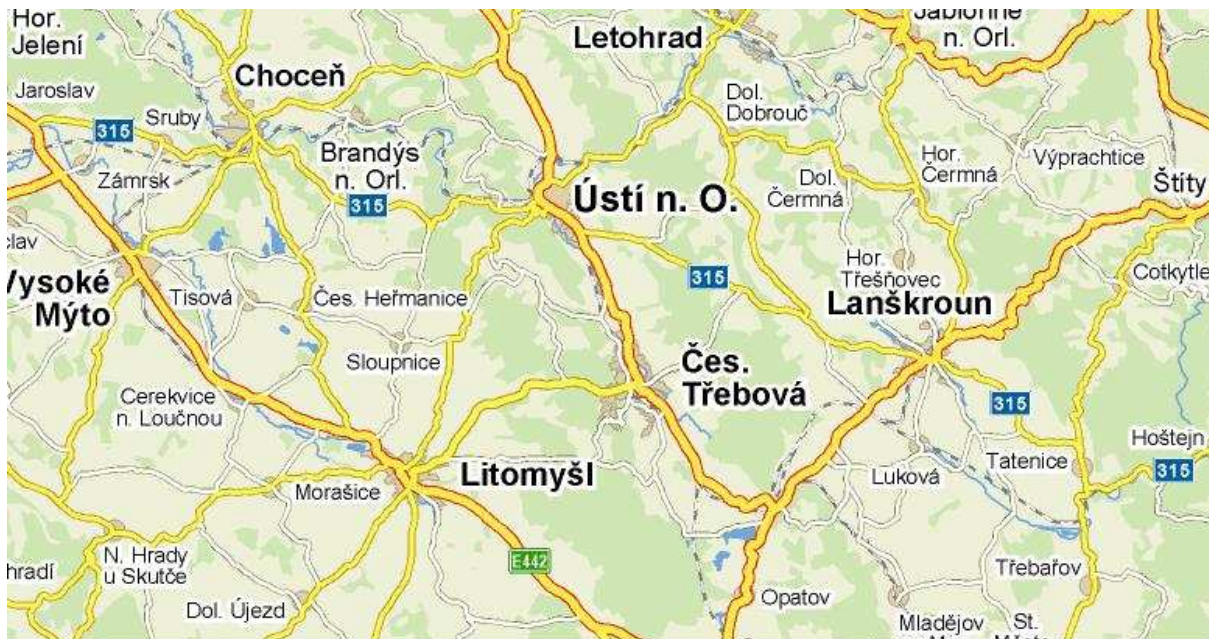 Hor.
Jelení
Letohrad
Jablonné
n. Orl.
Choceň
Jaroslav
Dol.
Dobrouč
Sruby
315
Brandýs
n. Orl.
Zámrsk
315
Hor.
Čermná
Výprachtice
Dol.
Čermná
Ústí n. O.
Štíty
315
Hor.
Třešňovec
Cotkytle
Vysoké
Mýto
Tisová
Čes. Heřmanice
Lanškroun
Sloupnice
Čes.
Třebová
Cerekvice
n. Loučnou
315
Hoštejn
315
Litomyšl
Morašice
Luková
Tatenice
N. Hrady
u Skutče
E442
Třebařov
Dol. Újezd
Opatov
Mladějov
St.